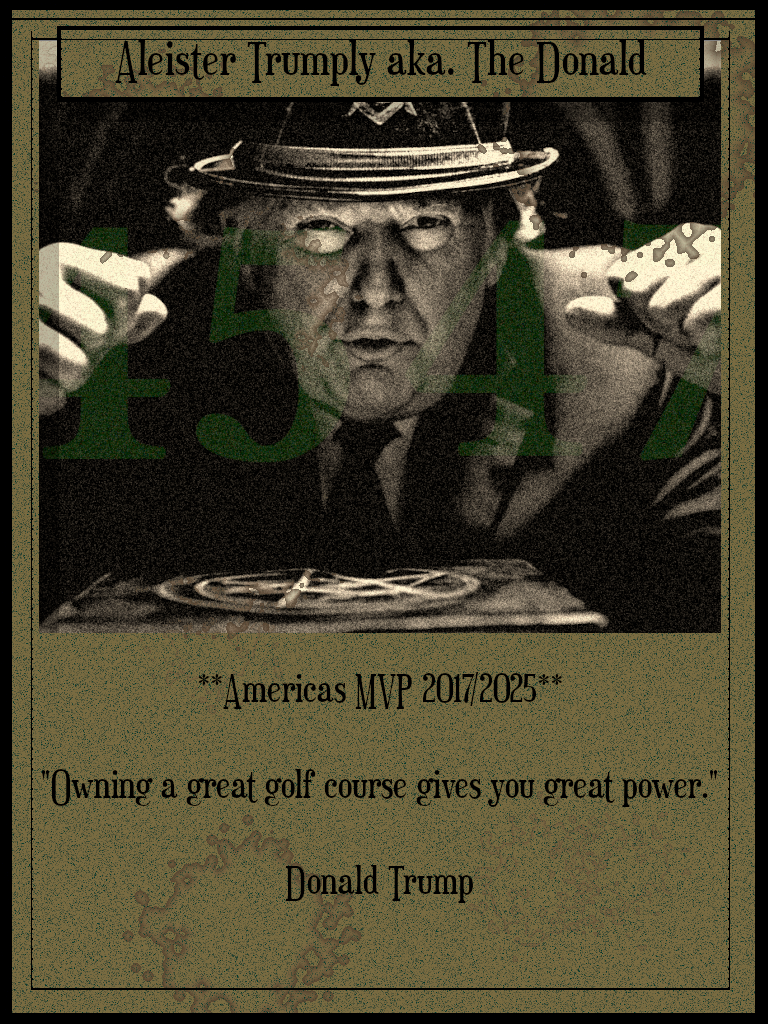 Aleister Trumply aka. The Donald
45 47
**Americas MVP 2017/2025**
"Owning a great golf course gives you great power."
Donald Trump